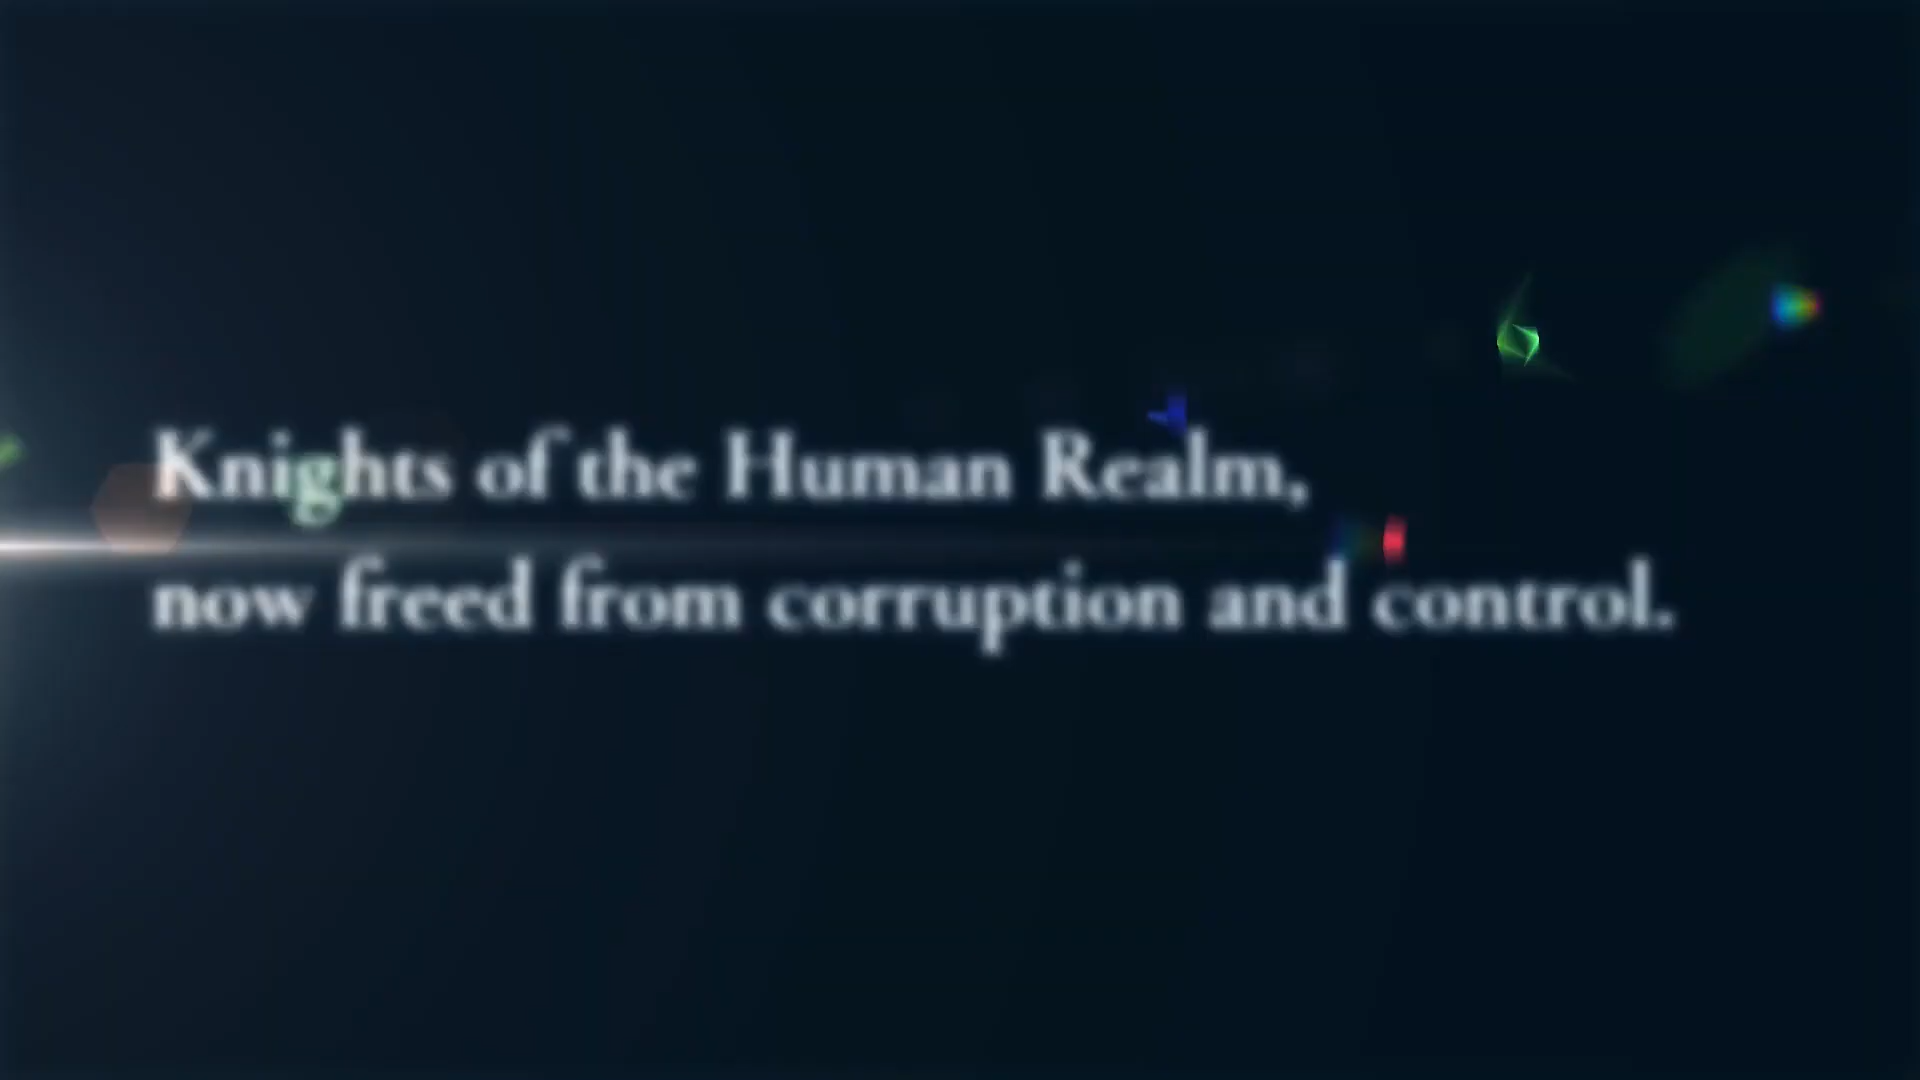 Knights of the Human Realm,
now freed from corruption and control.